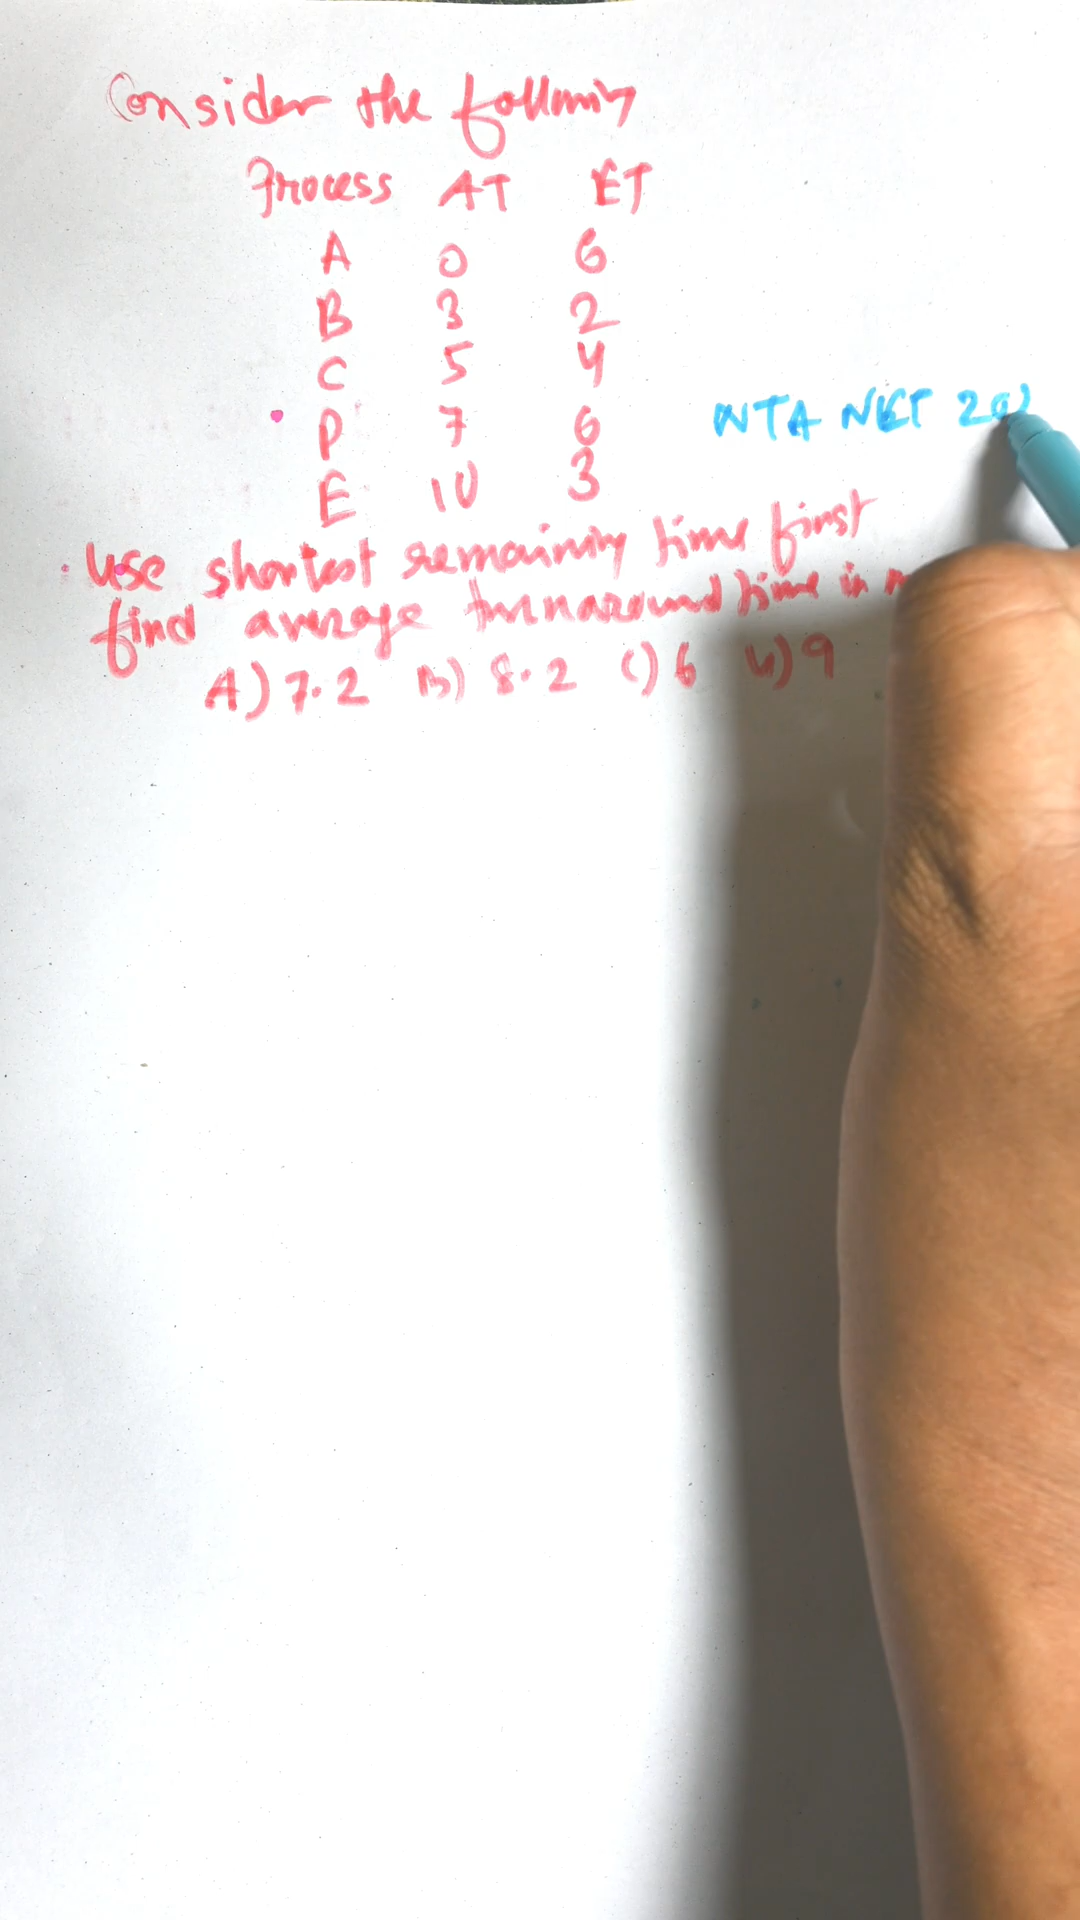 Consider the following
Process AT ET
A 0 6
B 3 2
C 5 4
D 7 6
E 10 3
NTA NET
Use shortest remaining time first
find average turnaround time in
A) 7.2 B) 8.2 C) 6 4) 9